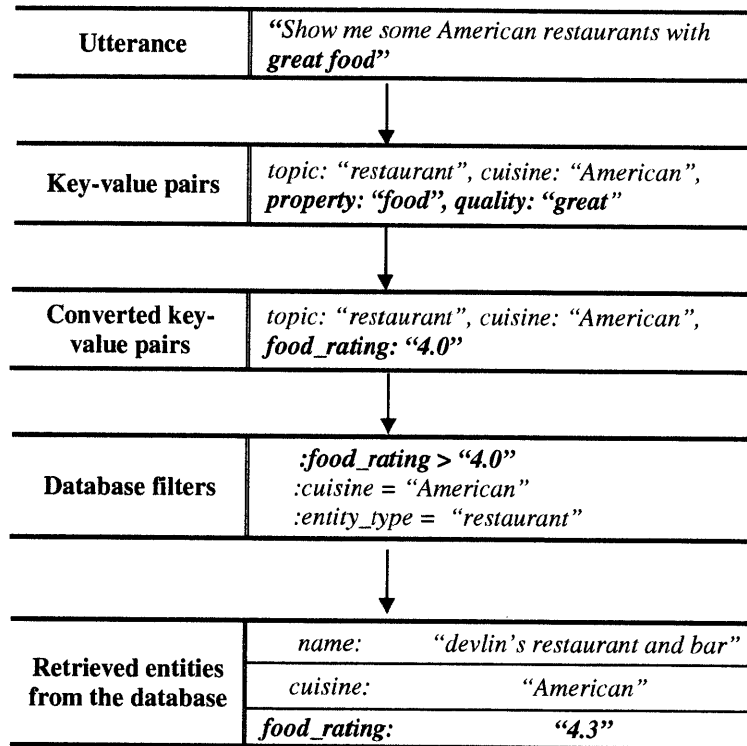 Utterance
“Show me some American restaurants with
great food”
Key-value pairs
topic: “restaurant”, cuisine: “American”,
property: “food”, quality: “great”
Converted key-
value pairs
topic: “restaurant”, cuisine: “American”,
food_rating: “4.0”
Database filters
:food_rating > “4.0”
:cuisine = “American”
:entity_type = “restaurant”
Retrieved entities
from the database
name: “devlin’s restaurant and bar”
cuisine: “American”
food_rating: “4.3”